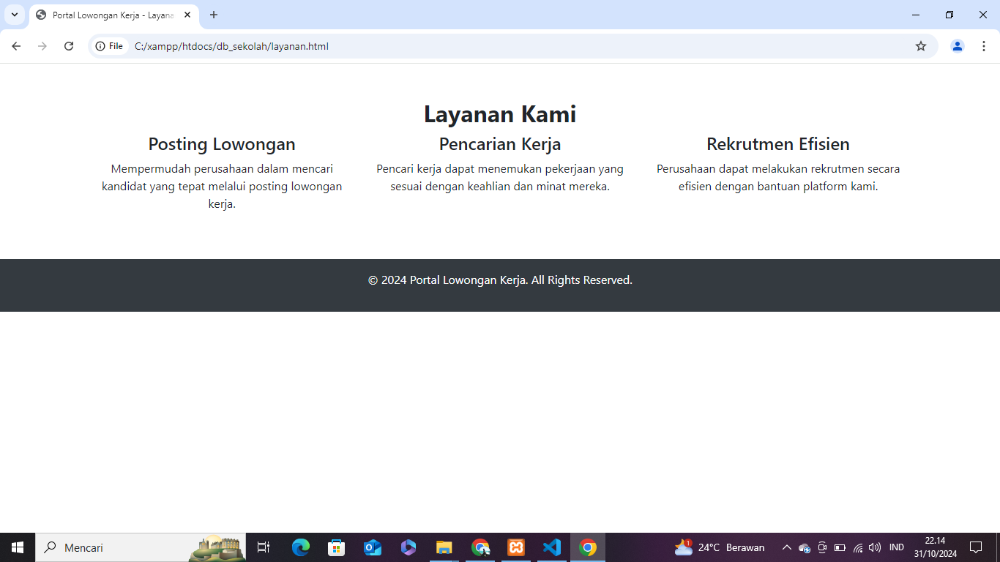 Portal Lowongan Kerja - Layana
File
C:/xampp/htdocs/db_sekolah/layanan.html
Layanan Kami
Posting Lowongan
Mempermudah perusahaan dalam mencari
kandidat yang tepat melalui posting lowongan
kerja.
Pencarian Kerja
Pencari kerja dapat menemukan pekerjaan yang
sesuai dengan keahlian dan minat mereka.
Rekrutmen Efisien
Perusahaan dapat melakukan rekrutmen secara
efisien dengan bantuan platform kami.
© 2024 Portal Lowongan Kerja. All Rights Reserved.
Mencari
1
24°C Berawan
IND
22.14
31/10/2024